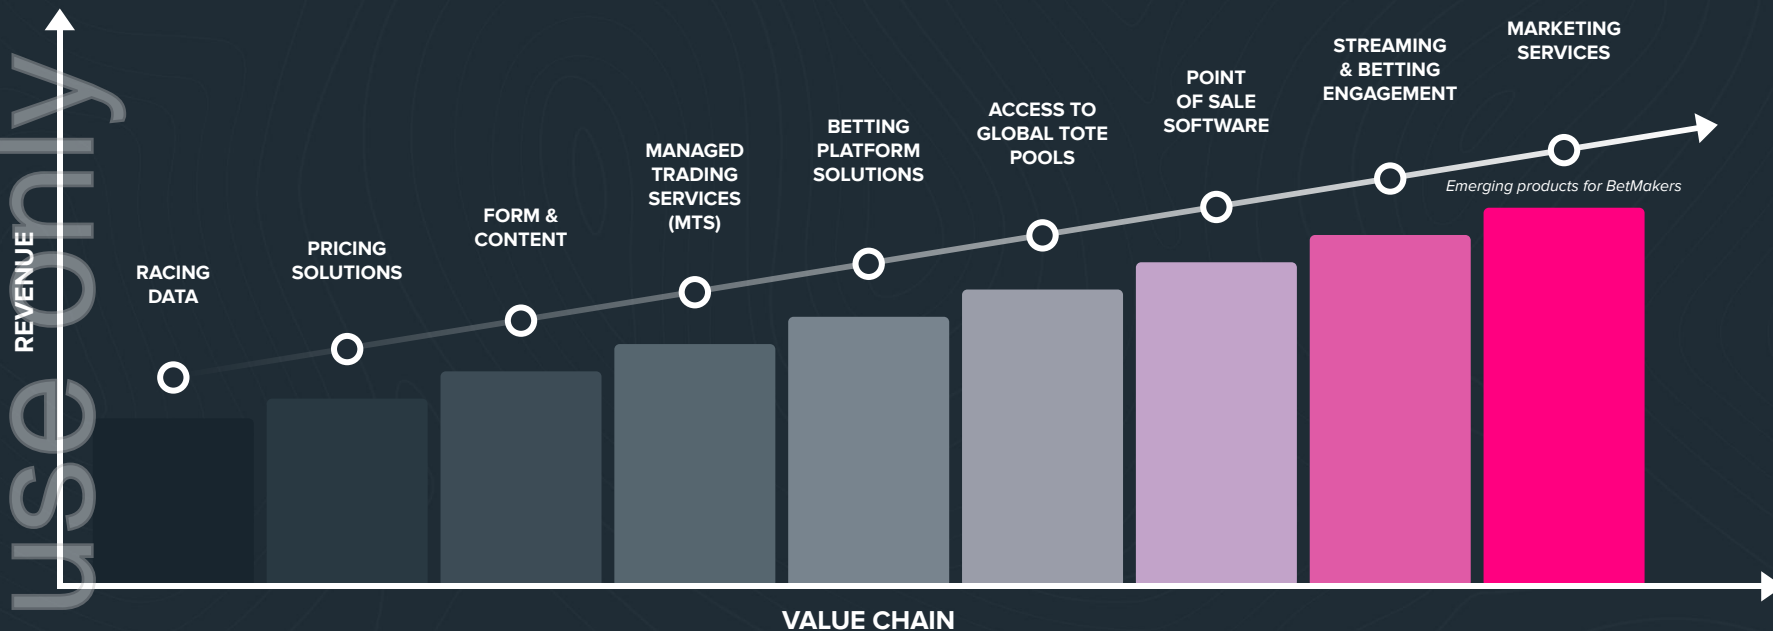 use only
REVENUE
RACING
DATA
PRICING
SOLUTIONS
FORM &
CONTENT
MANAGED
TRADING
SERVICES
(MTS)
BETTING
PLATFORM
SOLUTIONS
ACCESS TO
GLOBAL TOTE
POOLS
POINT
OF SALE
SOFTWARE
STREAMING
& BETTING
ENGAGEMENT
MARKETING
SERVICES
Emerging products for BetMakers
VALUE CHAIN